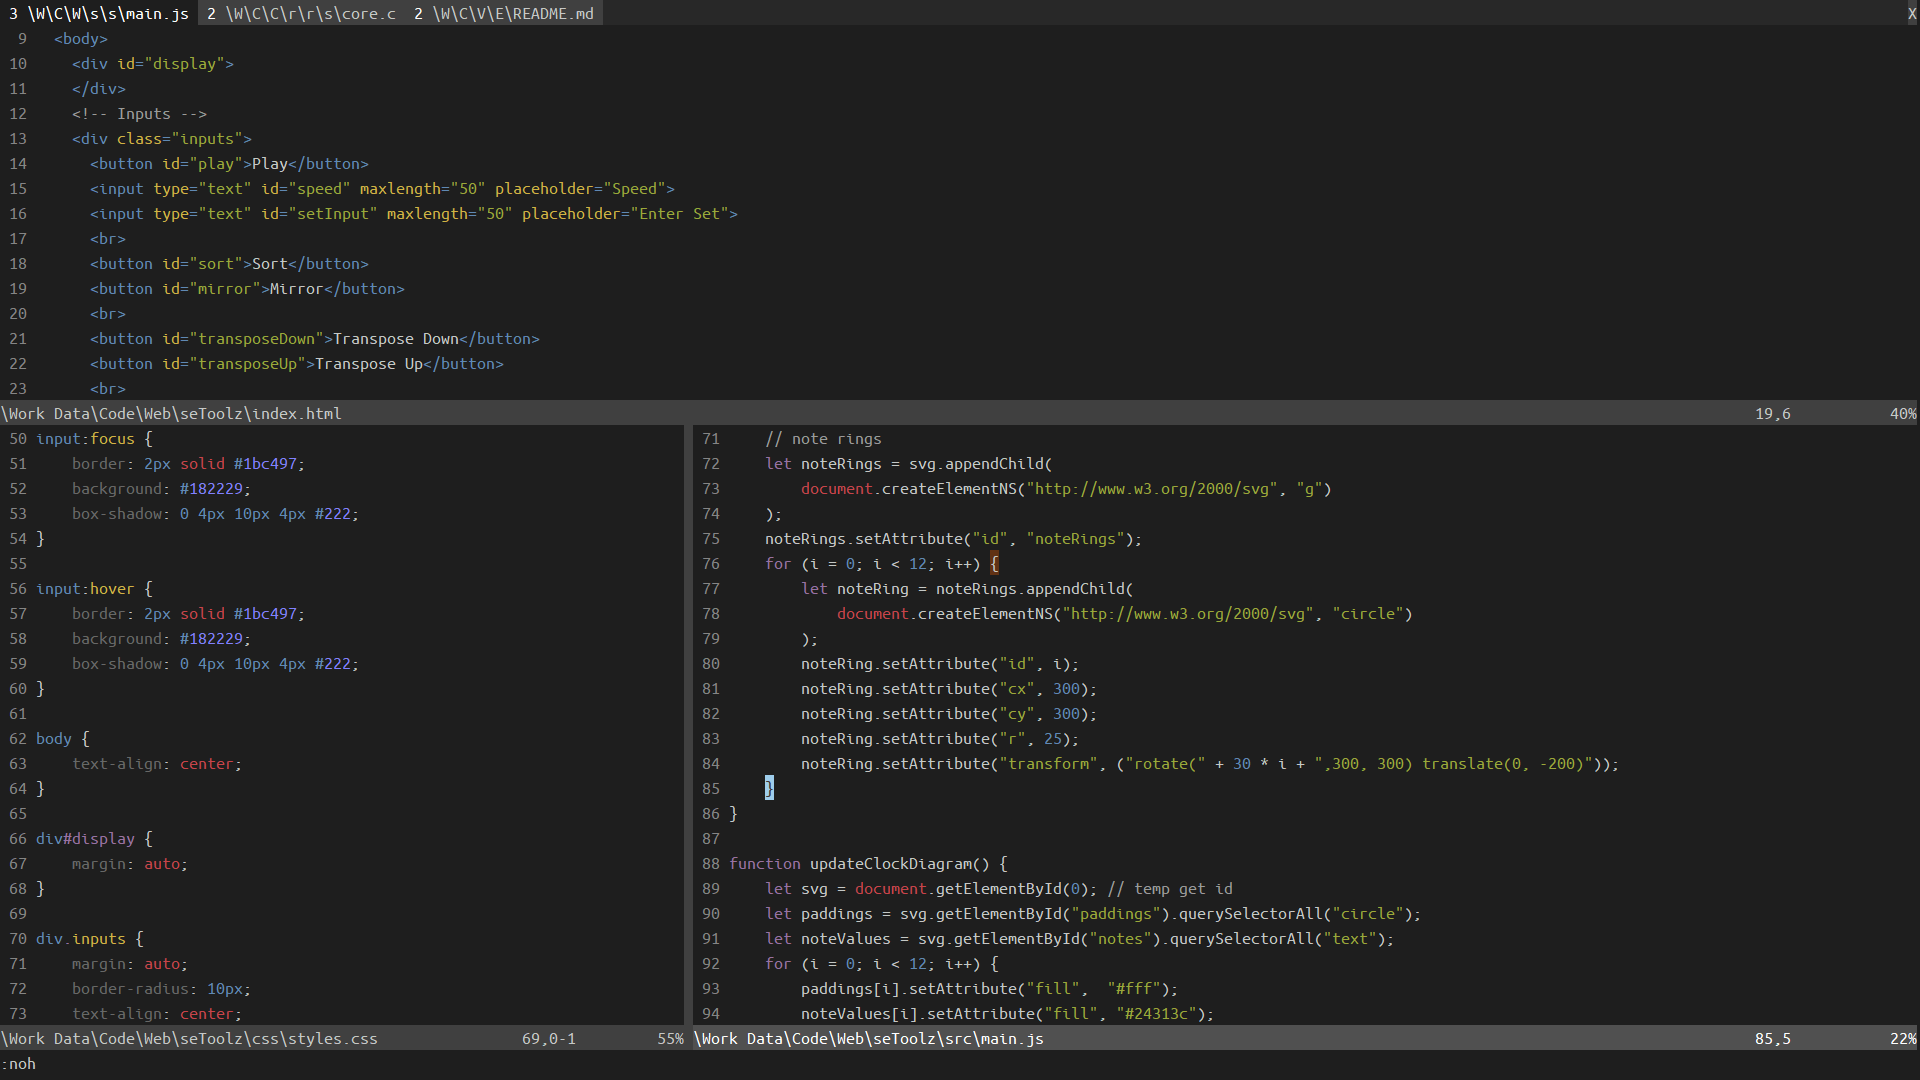 3 \W\C\W\s\s\main.js  2 \W\C\C\r\r\s\core.c  2 \W\C\V\E\README.md  X
 9   <body>
10     <div id="display">
11     </div>
12     <!-- Inputs -->
13     <div class="inputs">
14       <button id="play">Play</button>
15       <input type="text" id="speed" maxlength="50" placeholder="Speed">
16       <input type="text" id="setInput" maxlength="50" placeholder="Enter Set">
17       <br>
18       <button id="sort">Sort</button>
19       <button id="mirror">Mirror</button>
20       <br>
21       <button id="transposeDown">Transpose Down</button>
22       <button id="transposeUp">Transpose Up</button>
23       <br>
\Work Data\Code\Web\seToolz\index.html  19,6  40%
50 input:focus {
51     border: 2px solid #1bc497;
52     background: #182229;
53     box-shadow: 0 4px 10px 4px #222;
54 }
55
56 input:hover {
57     border: 2px solid #1bc497;
58     background: #182229;
59     box-shadow: 0 4px 10px 4px #222;
60 }
61
62 body {
63     text-align: center;
64 }
65
66 div#display {
67     margin: auto;
68 }
69
70 div.inputs {
71     margin: auto;
72     border-radius: 10px;
73     text-align: center;
\Work Data\Code\Web\seToolz\css\styles.css  69,0-1  55%
71     // note rings
72     let noteRings = svg.appendChild(
73         document.createElementNS("http://www.w3.org/2000/svg", "g")
74     );
75     noteRings.setAttribute("id", "noteRings");
76     for (i = 0; i < 12; i++) {
77         let noteRing = noteRings.appendChild(
78             document.createElementNS("http://www.w3.org/2000/svg", "circle")
79         );
80         noteRing.setAttribute("id", i);
81         noteRing.setAttribute("cx", 300);
82         noteRing.setAttribute("cy", 300);
83         noteRing.setAttribute("r", 25);
84         noteRing.setAttribute("transform", ("rotate(" + 30 * i + ",300, 300) translate(0, -200)"));
85     }
86 }
87
88 function updateClockDiagram() {
89     let svg = document.getElementById(0); // temp get id
90     let paddings = svg.getElementById("paddings").querySelectorAll("circle");
91     let noteValues = svg.getElementById("notes").querySelectorAll("text");
92     for (i = 0; i < 12; i++) {
93         paddings[i].setAttribute("fill",  "#fff");
94         noteValues[i].setAttribute("fill", "#24313c");
\Work Data\Code\Web\seToolz\src\main.js  85,5  22%
:noh